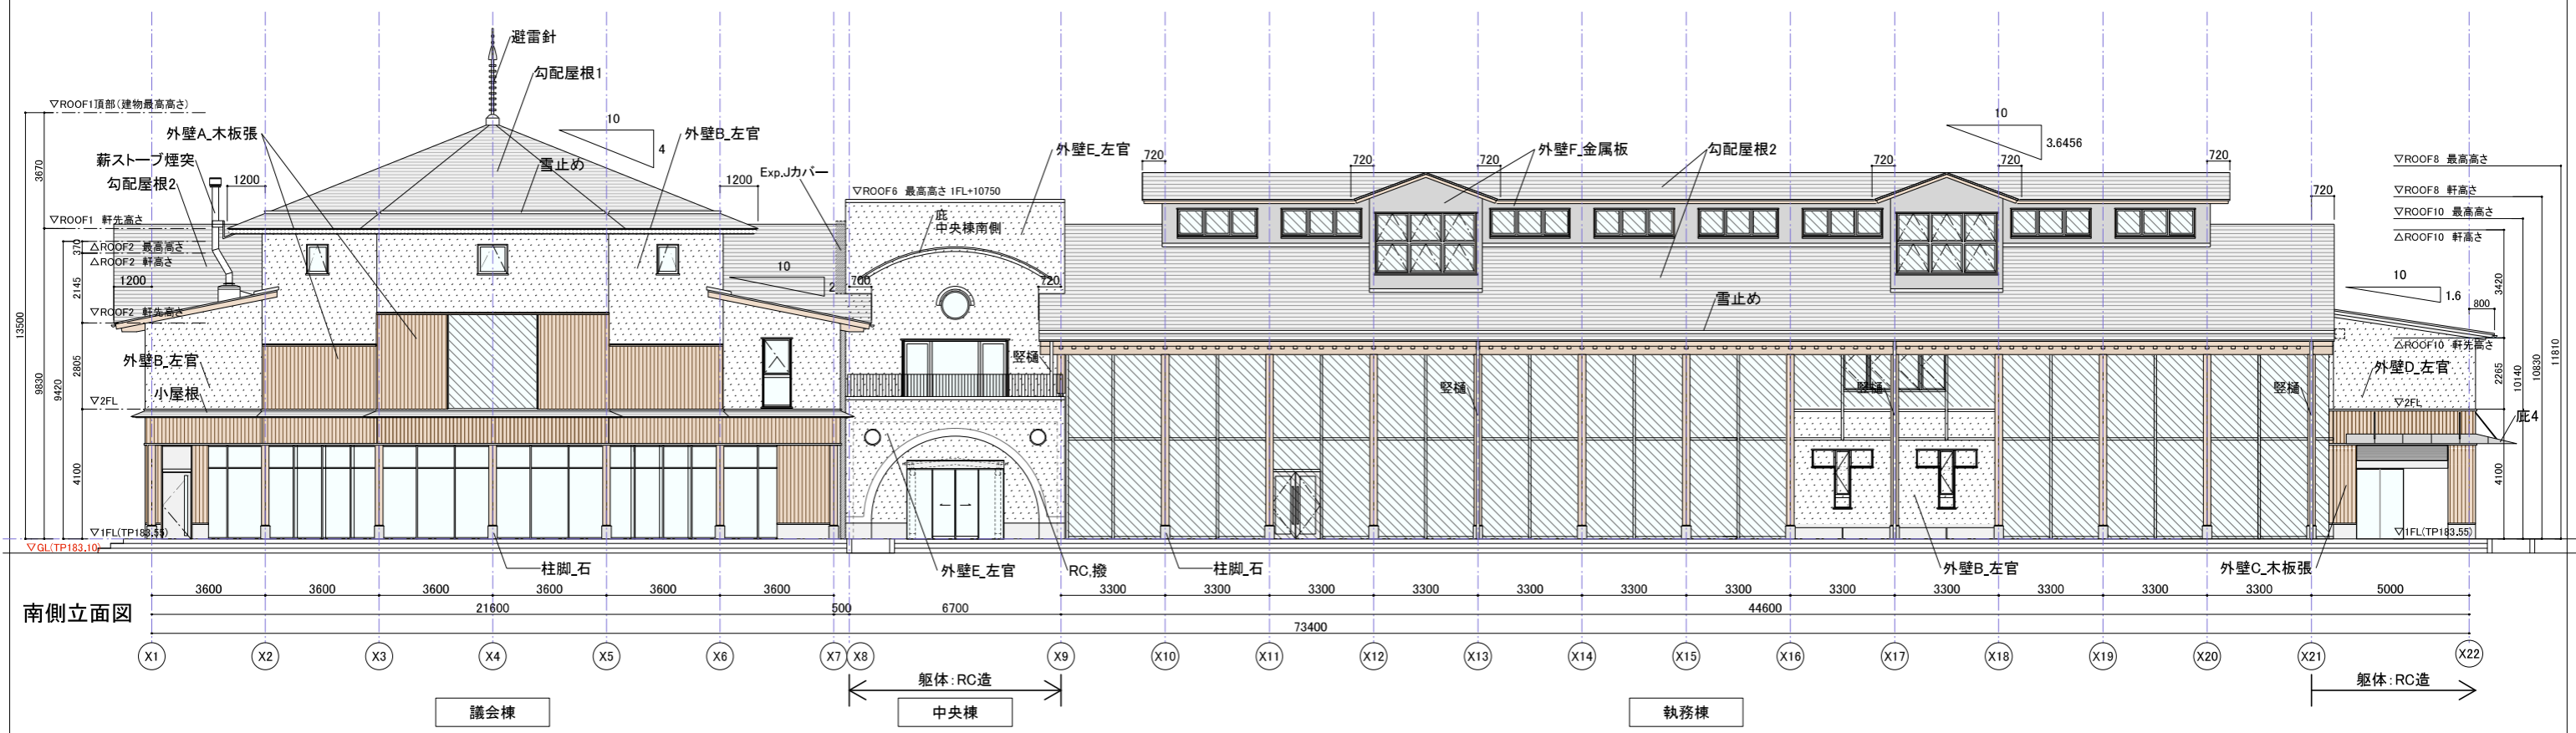 避雷針
勾配屋根1
▽ROOF1頂部(建物最高高さ)
外壁A_木板張
薪ストーブ煙突
勾配屋根2
1200
10
4
外壁B_左官
雪止め
1200
Exp.Jカバー
▽ROOF1 軒先高さ
△ROOF2 最高高さ
△ROOF2 軒高さ
1200
▽ROOF2 軒先高さ
外壁B_左官
小屋根
▽2FL
▽1FL(TP183,55)
▽GL(TP183,10)
3670
370
2145
2805
4100
13500
9830
9420
10
2
700
720
▽ROOF6 最高高さ 1FL+10750
庇
中央棟南側
外壁E_左官
竪樋
720
720
720
外壁F_金属板
勾配屋根2
720
720
720
10
3.6456
720
▽ROOF8 最高高さ
▽ROOF8 軒高さ
▽ROOF10 最高高さ
△ROOF10 軒高さ
10
1.6
800
雪止め
△ROOF10 軒先高さ
外壁D_左官
竪樋
竪樋
竪樋
▽2FL
庇4
▽1FL(TP183.55)
3420
2265
4100
10140
10830
11810
柱脚_石
外壁E_左官
RC,撥
柱脚_石
外壁B_左官
外壁C_木板張
南側立面図
3600
3600
3600
3600
3600
3600
3300
3300
3300
3300
3300
3300
3300
3300
3300
3300
3300
3300
5000
21600
500
6700
44600
73400
X1
X2
X3
X4
X5
X6
X7
X8
X9
X10
X11
X12
X13
X14
X15
X16
X17
X18
X19
X20
X21
X22
躯体:RC造
躯体:RC造
議会棟
中央棟
執務棟